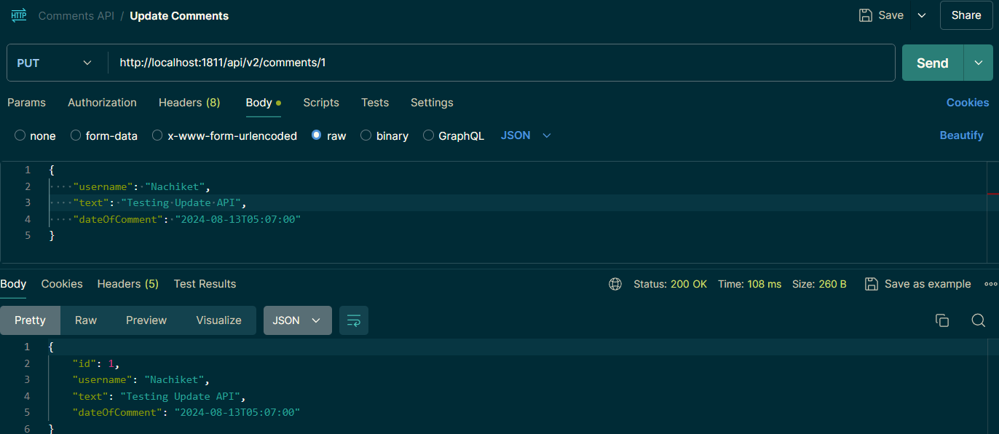 HTTP Comments API / Update Comments Save Share
PUT http://localhost:1811/api/v2/comments/1 Send
Params Authorization Headers (8) Body Scripts Tests Settings Cookies
none form-data x-www-form-urlencoded raw binary GraphQL JSON Beautify
1 {
2 ····"username":·"Nachiket",
3 ····"text":·"Testing·Update·API",
4 ····"dateOfComment":·"2024-08-13T05:07:00"
5 }
Body Cookies Headers (5) Test Results Status: 200 OK Time: 108 ms Size: 260 B Save as example
Pretty Raw Preview Visualize JSON
1 {
2 "id": 1,
3 "username": "Nachiket",
4 "text": "Testing Update API",
5 "dateOfComment": "2024-08-13T05:07:00"
6 }